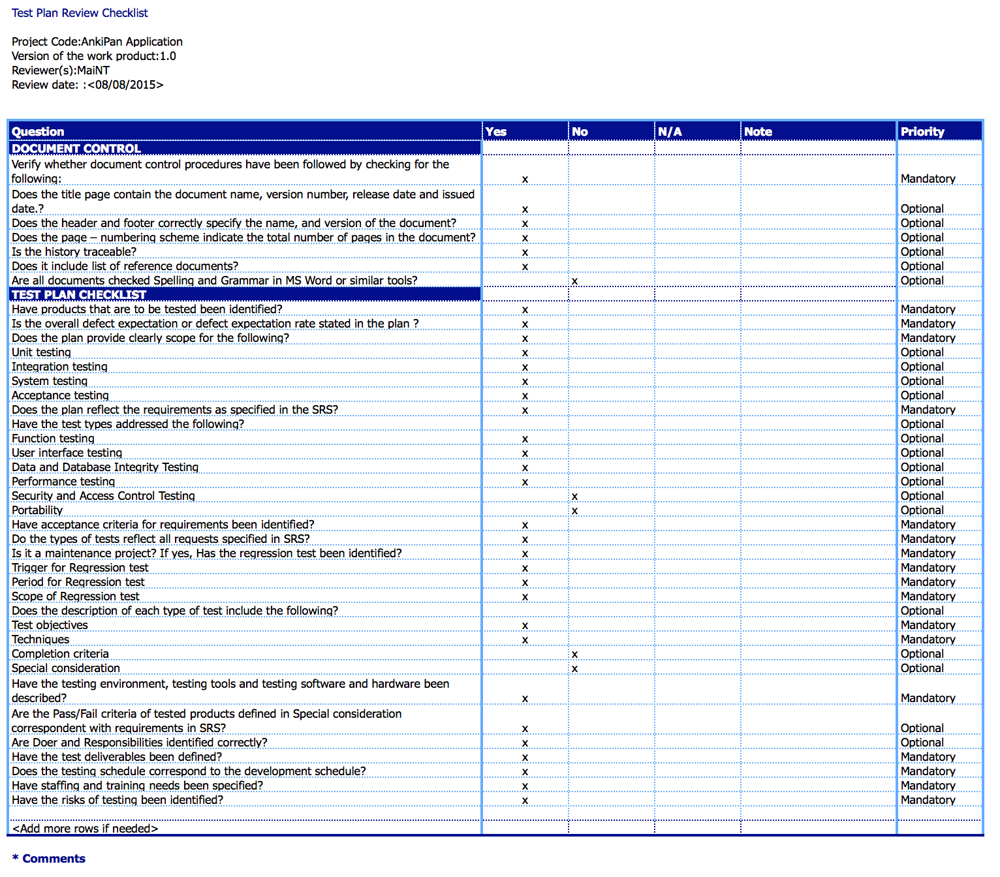 Test Plan Review Checklist
Project Code:AnkiPan Application
Version of the work product:1.0
Reviewer(s):MaiNT
Review date: :<08/08/2015>
Question Yes No N/A Note Priority
DOCUMENT CONTROL
Verify whether document control procedures have been followed by checking for the
following: x Mandatory
Does the title page contain the document name, version number, release date and issued
date.? x Optional
Does the header and footer correctly specify the name, and version of the document? x Optional
Does the page – numbering scheme indicate the total number of pages in the document? x Optional
Is the history traceable? x Optional
Does it include list of reference documents? x Optional
Are all documents checked Spelling and Grammar in MS Word or similar tools? x Optional
TEST PLAN CHECKLIST
Have products that are to be tested been identified? x Mandatory
Is the overall defect expectation or defect expectation rate stated in the plan ? x Mandatory
Does the plan provide clearly scope for the following? x Mandatory
Unit testing x Optional
Integration testing x Optional
System testing x Optional
Acceptance testing x Optional
Does the plan reflect the requirements as specified in the SRS? x Mandatory
Have the test types addressed the following? Optional
Function testing x Optional
User interface testing x Optional
Data and Database Integrity Testing x Optional
Performance testing x Optional
Security and Access Control Testing x Optional
Portability x Optional
Have acceptance criteria for requirements been identified? x Mandatory
Do the types of tests reflect all requests specified in SRS? x Mandatory
Is it a maintenance project? If yes, Has the regression test been identified? x Mandatory
Trigger for Regression test x Mandatory
Period for Regression test x Mandatory
Scope of Regression test x Mandatory
Does the description of each type of test include the following? Optional
Test objectives x Mandatory
Techniques x Mandatory
Completion criteria x Optional
Special consideration x Optional
Have the testing environment, testing tools and testing software and hardware been
described? x Mandatory
Are the Pass/Fail criteria of tested products defined in Special consideration
correspondent with requirements in SRS? x Optional
Are Doer and Responsibilities identified correctly? x Optional
Have the test deliverables been defined? x Mandatory
Does the testing schedule correspond to the development schedule? x Mandatory
Have staffing and training needs been specified? x Mandatory
Have the risks of testing been identified? x Mandatory
<Add more rows if needed>
* Comments